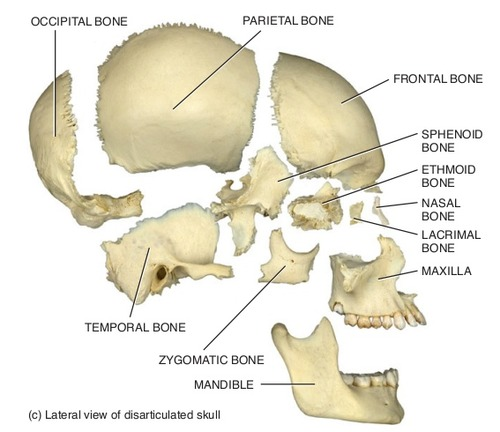 OCCIPITAL BONE
PARIETAL BONE
FRONTAL BONE
SPHENOID
BONE
ETHMOID
BONE
NASAL
BONE
LACRIMAL
BONE
MAXILLA
TEMPORAL BONE
ZYGOMATIC BONE
MANDIBLE
(c) Lateral view of disarticulated skull